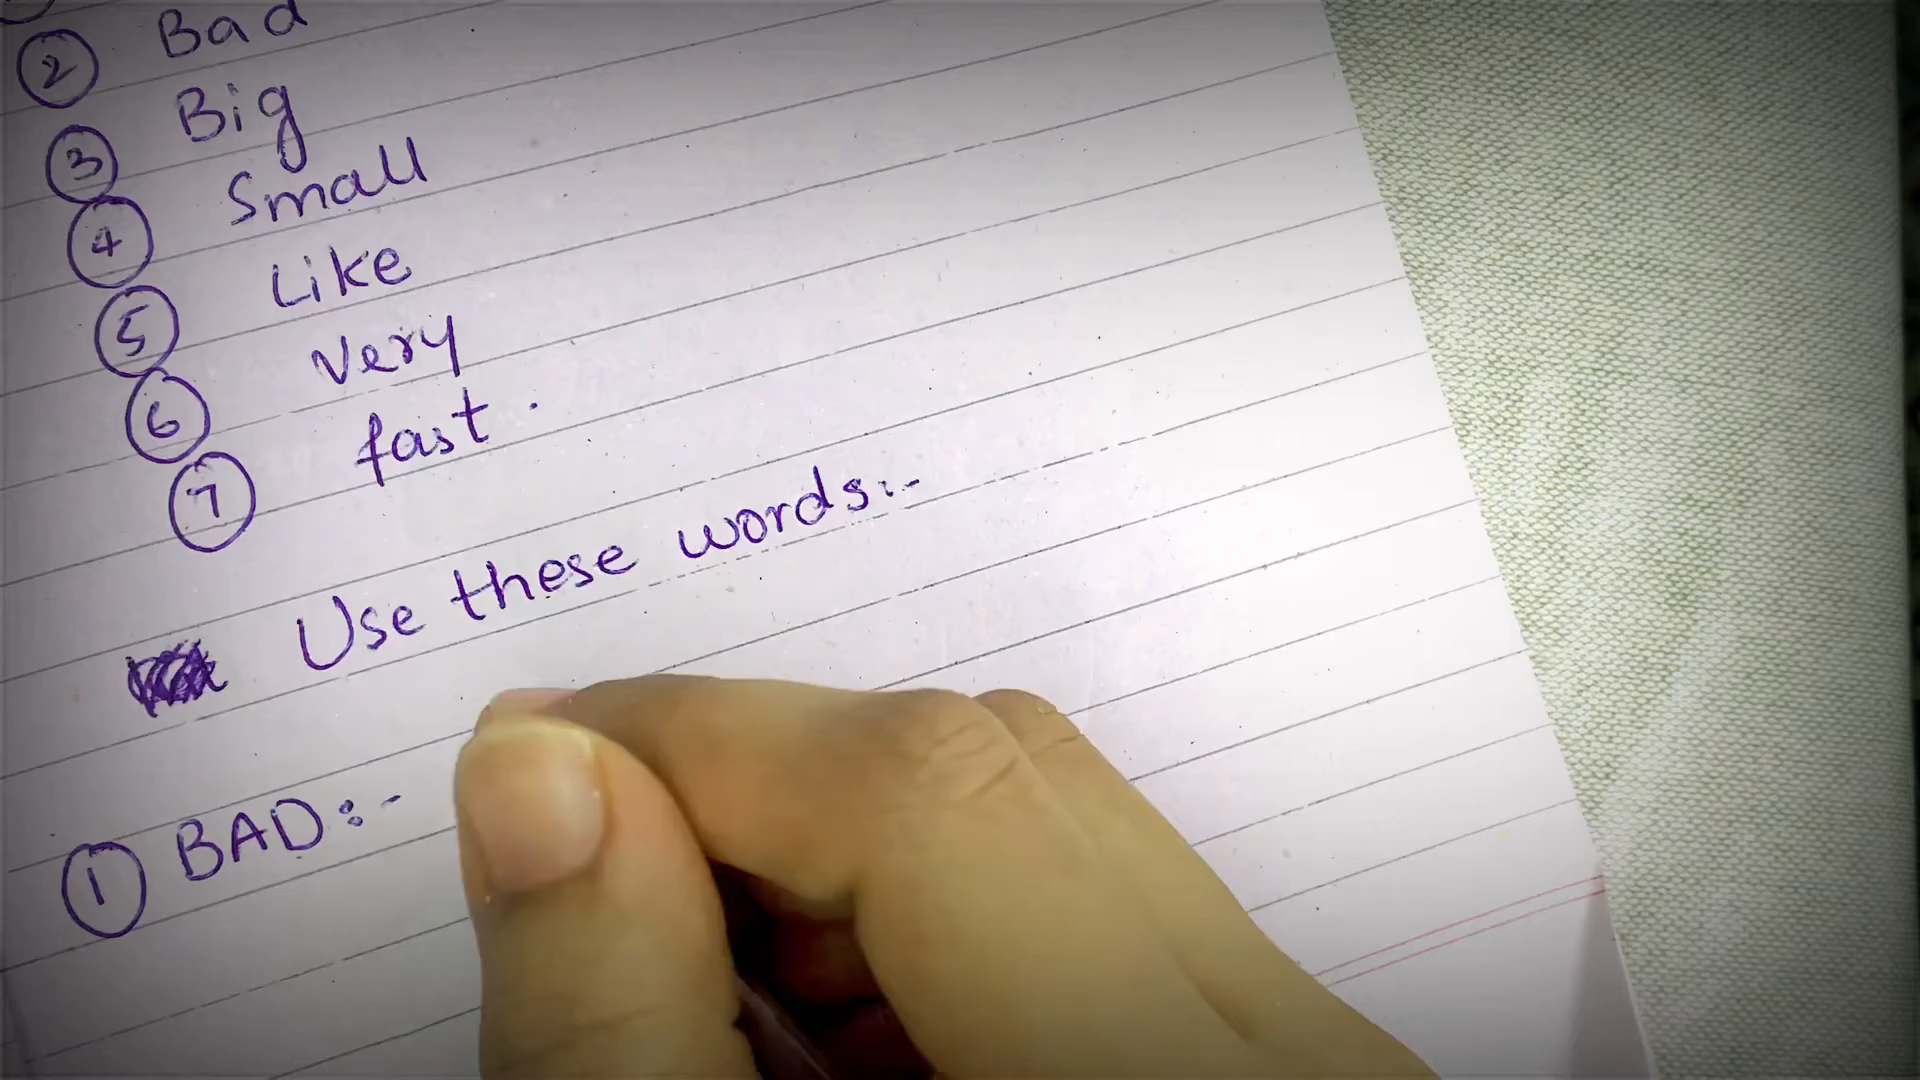 ② Bad
③ Big
④ Small
⑤ Like
⑥ Very
⑦ fast.
Use these words:-
① BAD:-